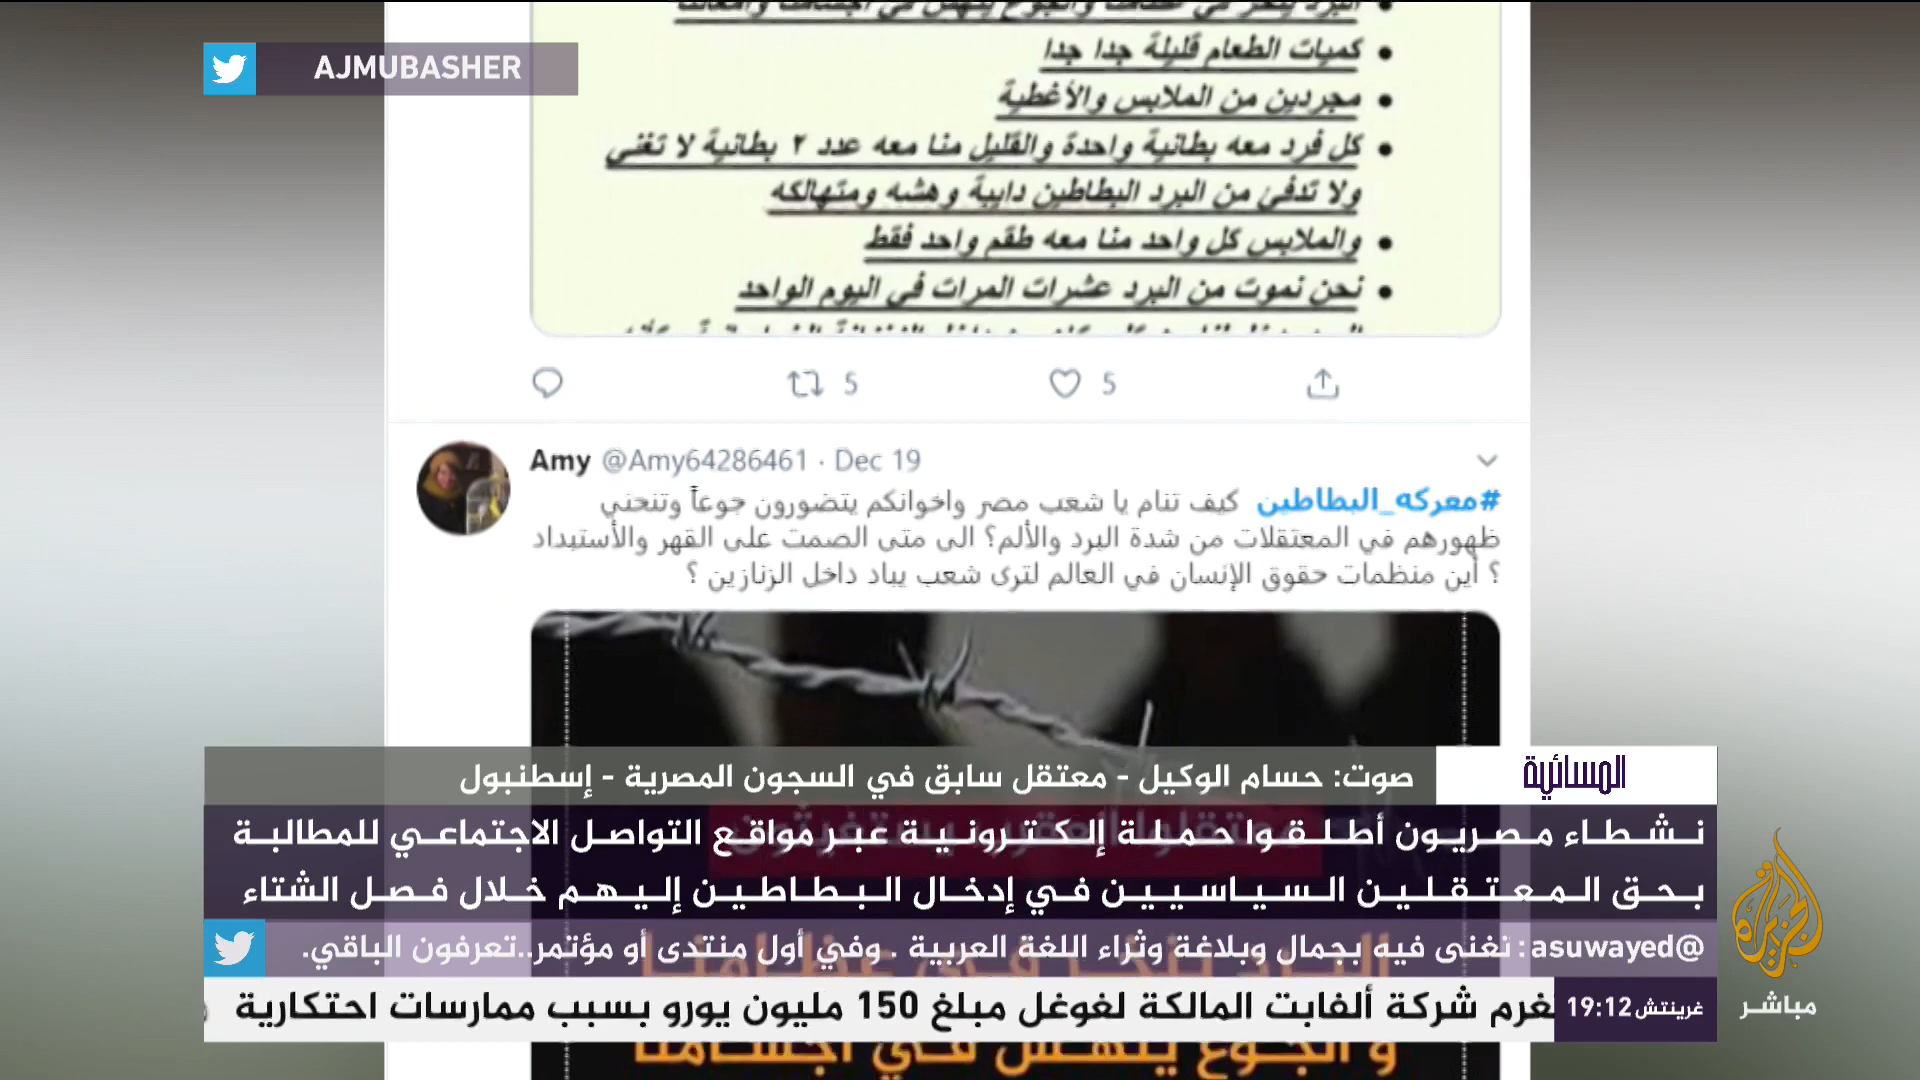 AJMUBASHER
كميات الطعام قليلة جدا جدا
مجردين من الملابس والأغطية
كل فرد معه بطانية واحدة والقليل منا معه عدد ٢ بطانية لا تغني
ولا تدفئ من البرد البطاطين دايبة وهشه ومتهالكه
والملابس كل واحد منا معه طقم واحد فقط
نحن نموت من البرد عشرات المرات في اليوم الواحد
5 5
Amy @Amy64286461 · Dec 19
#معركه_البطاطين كيف تنام يا شعب مصر واخوانكم يتضورون جوعاً وتنحني
ظهورهم في المعتقلات من شدة البرد والألم؟ الى متى الصمت على القهر والأستبداد
؟ أين منظمات حقوق الإنسان في العالم لترى شعب يباد داخل الزنازين ؟
المسائية
صوت: حسام الوكيل - معتقل سابق في السجون المصرية - إسطنبول
نشطاء مصريون أطلقوا حملة إلكترونية عبر مواقع التواصل الاجتماعي للمطالبة
بحق المعتقلين السياسيين في إدخال البطاطين إليهم خلال فصل الشتاء
@asuwayed: نغنى فيه بجمال وبلاغة وثراء اللغة العربية . وفي أول منتدى أو مؤتمر..تعرفون الباقي.
غرينتش 19:12
تغرم شركة ألفابت المالكة لغوغل مبلغ 150 مليون يورو بسبب ممارسات احتكارية
و الجوع ينهش في أجسامنا
الجزيرة
مباشر